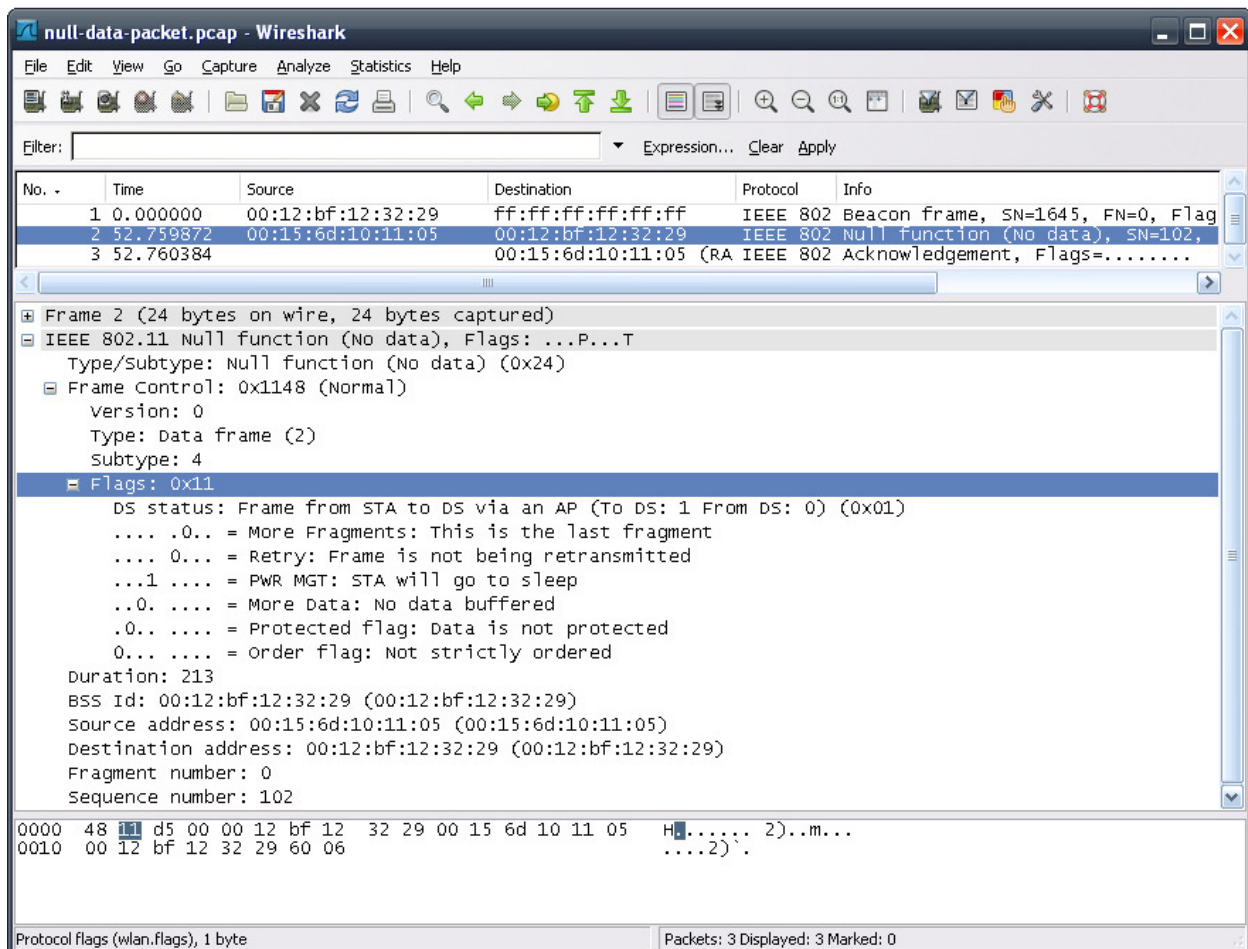 null-data-packet.pcap - Wireshark
File Edit View Go Capture Analyze Statistics Help
Filter: Expression... Clear Apply
No. Time Source Destination Protocol Info
1 0.000000 00:12:bf:12:32:29 ff:ff:ff:ff:ff:ff IEEE 802 Beacon frame, SN=1645, FN=0, Flag
2 52.759872 00:15:6d:10:11:05 00:12:bf:12:32:29 IEEE 802 Null function (No data), SN=102,
3 52.760384 00:15:6d:10:11:05 (RA IEEE 802 Acknowledgement, Flags=........
Frame 2 (24 bytes on wire, 24 bytes captured)
IEEE 802.11 Null function (No data), Flags: ...P...T
Type/Subtype: Null function (No data) (0x24)
Frame Control: 0x1148 (Normal)
Version: 0
Type: Data frame (2)
Subtype: 4
Flags: 0x11
DS status: Frame from STA to DS via an AP (To DS: 1 From DS: 0) (0x01)
.... .0.. = More Fragments: This is the last fragment
.... 0... = Retry: Frame is not being retransmitted
...1 .... = PWR MGT: STA will go to sleep
..0. .... = More Data: No data buffered
.0.. .... = Protected flag: Data is not protected
0... .... = Order flag: Not strictly ordered
Duration: 213
BSS Id: 00:12:bf:12:32:29 (00:12:bf:12:32:29)
Source address: 00:15:6d:10:11:05 (00:15:6d:10:11:05)
Destination address: 00:12:bf:12:32:29 (00:12:bf:12:32:29)
Fragment number: 0
Sequence number: 102
0000 48 11 d5 00 00 12 bf 12 32 29 00 15 6d 10 11 05 H....... 2)..m...
0010 00 12 bf 12 32 29 60 06 ....2)`.
Protocol flags (wlan.flags), 1 byte Packets: 3 Displayed: 3 Marked: 0